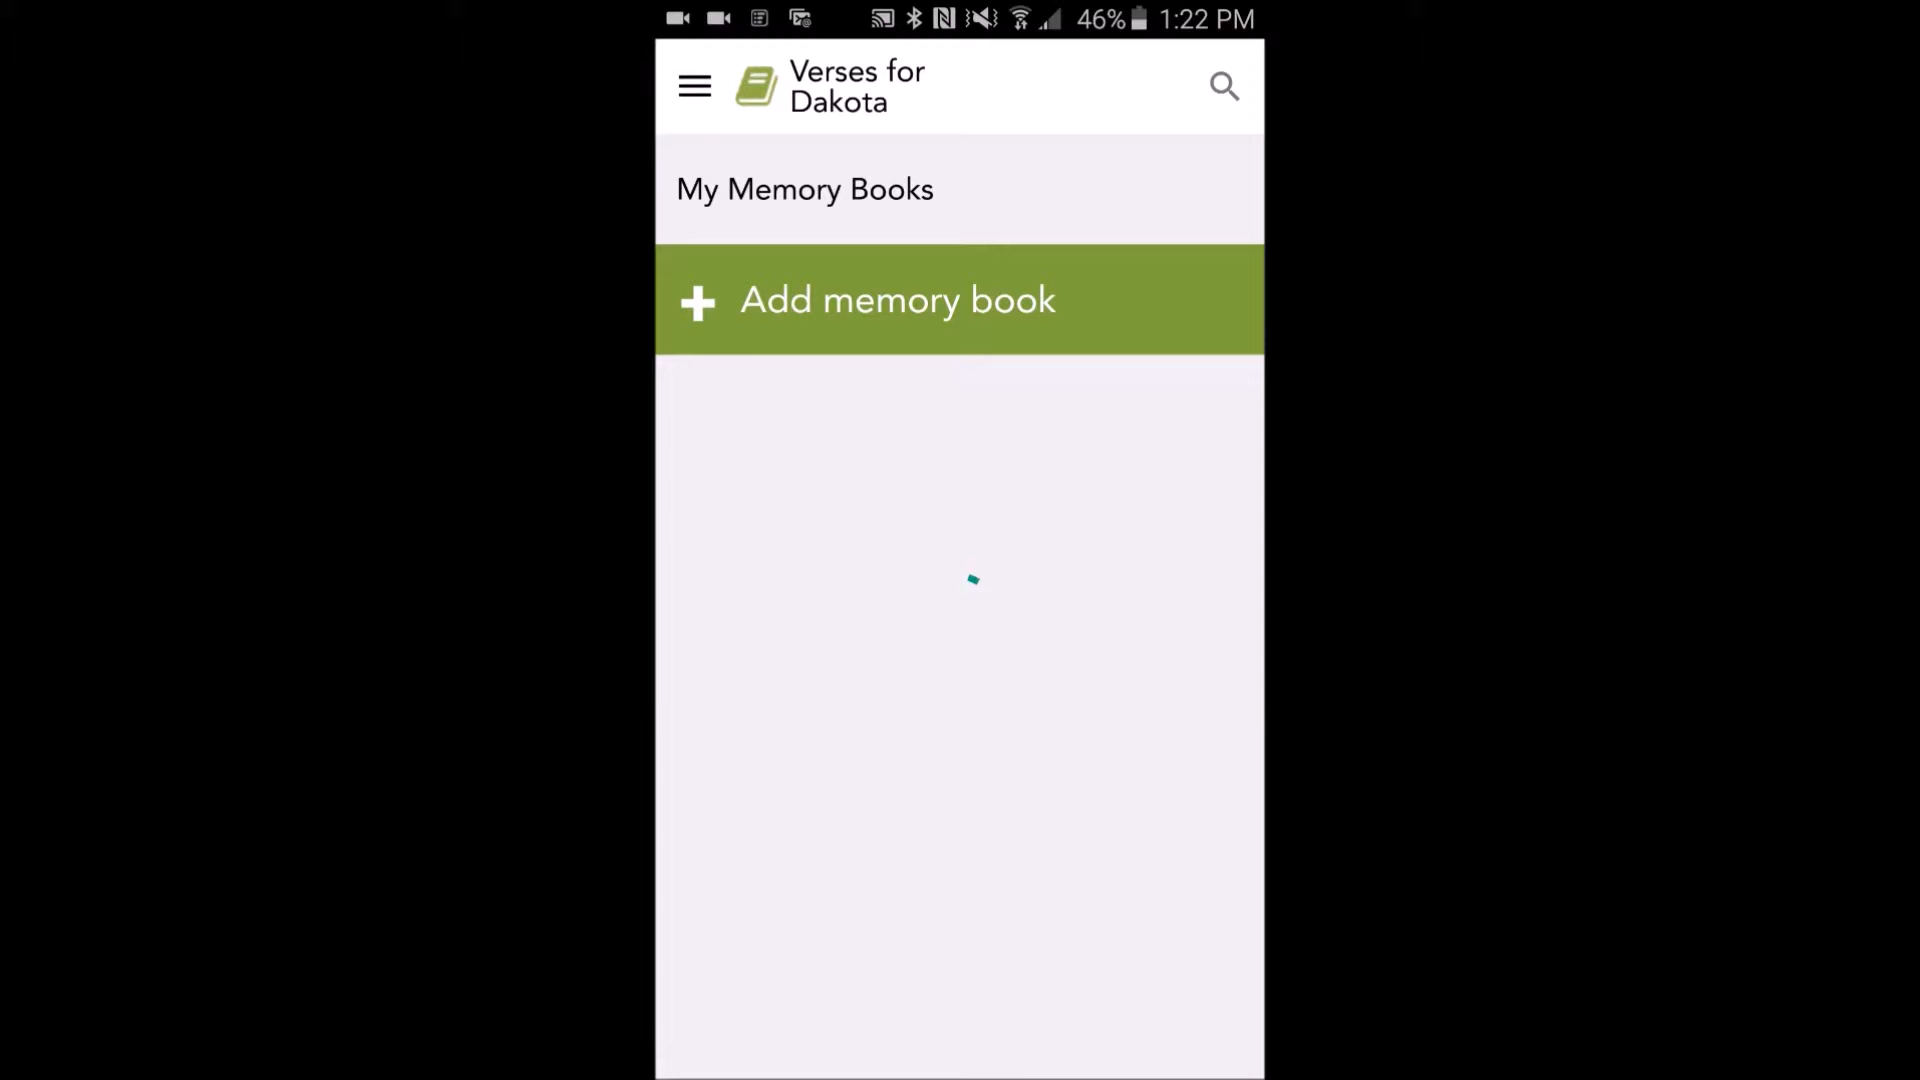 46% 1:22 PM
Verses for
Dakota
My Memory Books
Add memory book